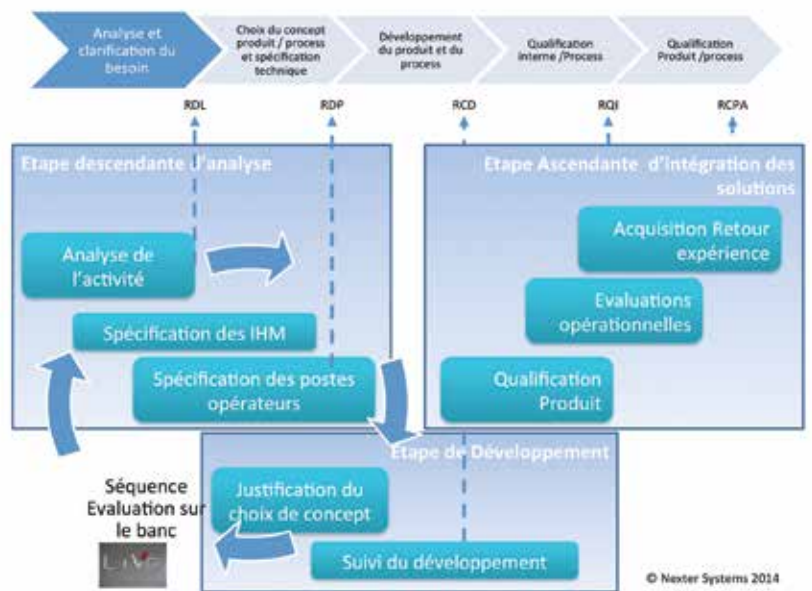 Analyse et
clarification du
besoin
Choix du concept
produit / process
et spécification
technique
Développement
du produit et du
process
Qualification
interne /Process
Qualification
Produit /process
RDL
RDP
RCD
RQI
RCPA
Etape descendante d'analyse
Etape Ascendante d'intégration des
solutions
Analyse de
l'activité
Acquisition Retour
expérience
Spécification des IHM
Evaluations
opérationnelles
Spécification des postes
opérateurs
Qualification
Produit
Etape de Développement
Séquence
Evaluation sur
le banc
LiVE
Justification du
choix de concept
Suivi du développement
© Nexter Systems 2014